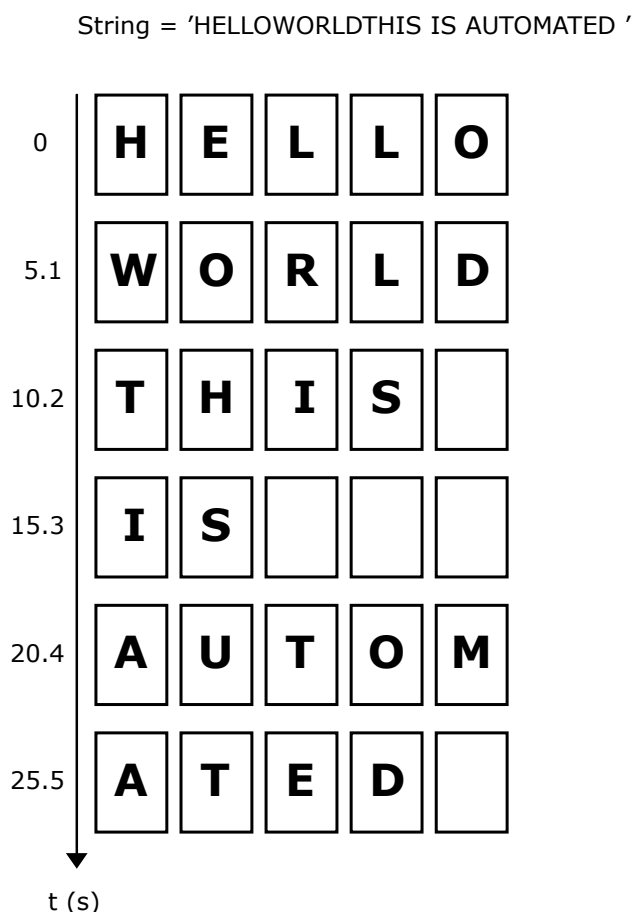 String = ’HELLOWORLDTHIS IS AUTOMATED ’
0 H E L L O
5.1 W O R L D
10.2 T H I S
15.3 I S
20.4 A U T O M
25.5 A T E D
t (s)